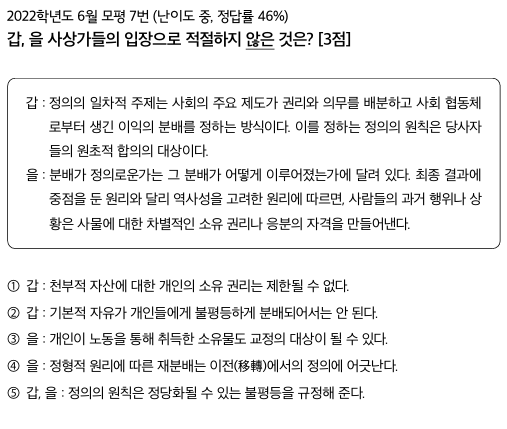 2022학년도 6월 모평 7번 (난이도 중, 정답률 46%)
갑, 을 사상가들의 입장으로 적절하지 않은 것은? [3점]
갑 : 정의의 일차적 주제는 사회의 주요 제도가 권리와 의무를 배분하고 사회 협동체
로부터 생긴 이익의 분배를 정하는 방식이다. 이를 정하는 정의의 원칙은 당사자
들의 원초적 합의의 대상이다.
을 : 분배가 정의로운가는 그 분배가 어떻게 이루어졌는가에 달려 있다. 최종 결과에
중점을 둔 원리와 달리 역사성을 고려한 원리에 따르면, 사람들의 과거 행위나 상
황은 사물에 대한 차별적인 소유 권리나 응분의 자격을 만들어낸다.
① 갑 : 천부적 자산에 대한 개인의 소유 권리는 제한될 수 없다.
② 갑 : 기본적 자유가 개인들에게 불평등하게 분배되어서는 안 된다.
③ 을 : 개인이 노동을 통해 취득한 소유물도 교정의 대상이 될 수 있다.
④ 을 : 정형적 원리에 따른 재분배는 이전(移轉)에서의 정의에 어긋난다.
⑤ 갑, 을 : 정의의 원칙은 정당화될 수 있는 불평등을 규정해 준다.